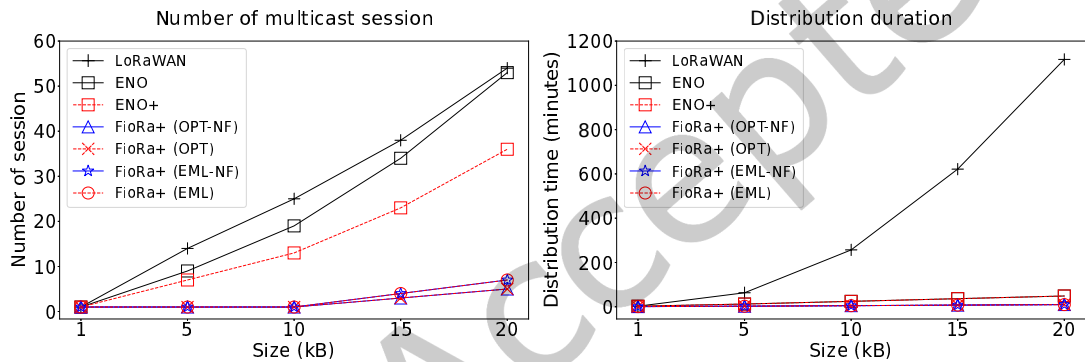 Number of multicast session
60
50
40
30
20
10
0
Number of session
LoRaWAN
ENO
ENO+
FioRa+ (OPT-NF)
FioRa+ (OPT)
FioRa+ (EML-NF)
FioRa+ (EML)
1 5 10 15 20
Size (kB)
Distribution duration
1200
1000
800
600
400
200
0
Distribution time (minutes)
LoRaWAN
ENO
ENO+
FioRa+ (OPT-NF)
FioRa+ (OPT)
FioRa+ (EML-NF)
FioRa+ (EML)
1 5 10 15 20
Size (kB)
Accepte